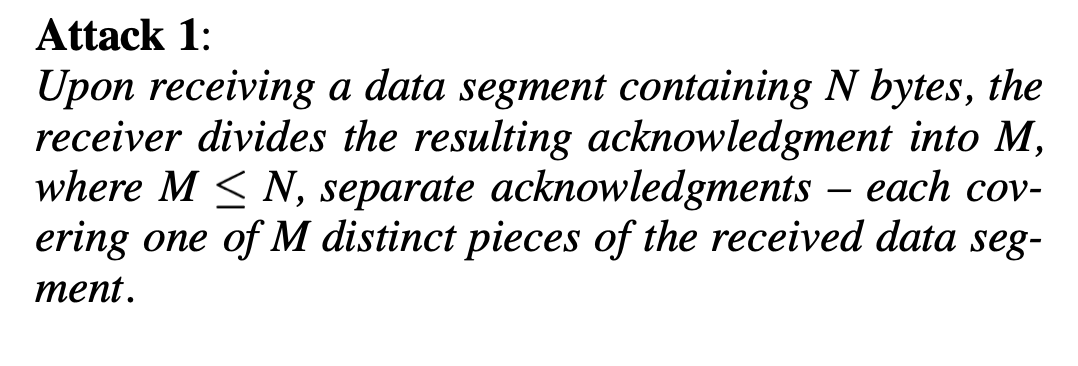 Attack 1:
Upon receiving a data segment containing N bytes, the
receiver divides the resulting acknowledgment into M,
where M ≤ N, separate acknowledgments – each cov-
ering one of M distinct pieces of the received data seg-
ment.